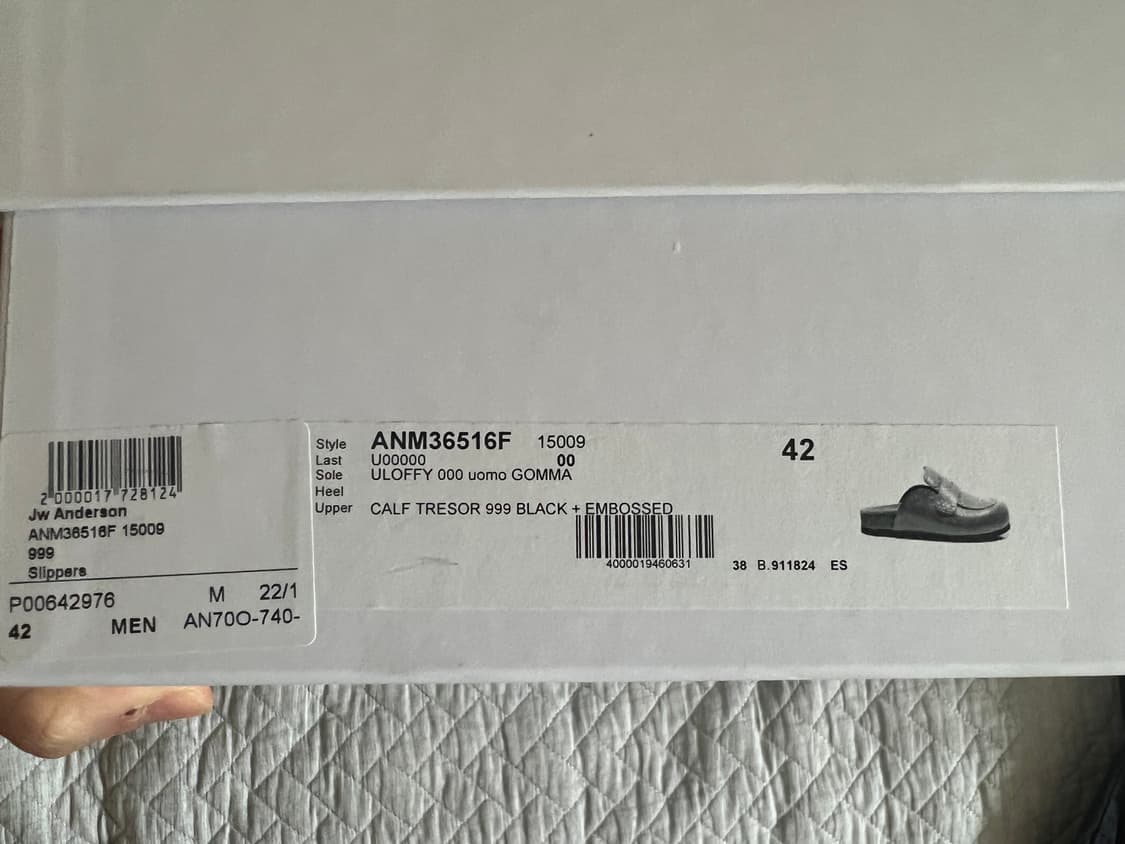 2 000017 728124
Jw Anderson
ANM36516F 15009
999
Slippers
P00642976 M 22/1
42 MEN AN70O-740-
Style ANM36516F 15009 42
Last U00000 00
Sole ULOFFY 000 uomo GOMMA
Heel
Upper CALF TRESOR 999 BLACK + EMBOSSED
4000019460631 38 B.911824 ES